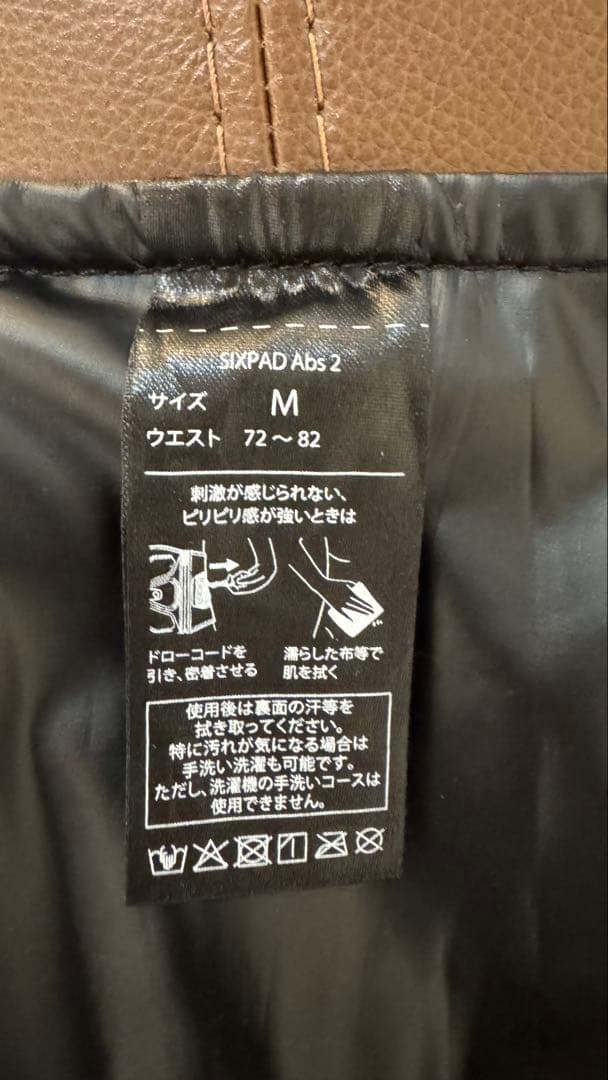 SIXPAD Abs 2
サイズ M
ウエスト 72～82
刺激が感じられない、
ピリピリ感が強いときは
ドローコードを
引き、密着させる
濡らした布等で
肌を拭く
使用後は裏面の汗等を
拭き取ってください。
特に汚れが気になる場合は
手洗い洗濯も可能です。
ただし、洗濯機の手洗いコースは
使用できません。